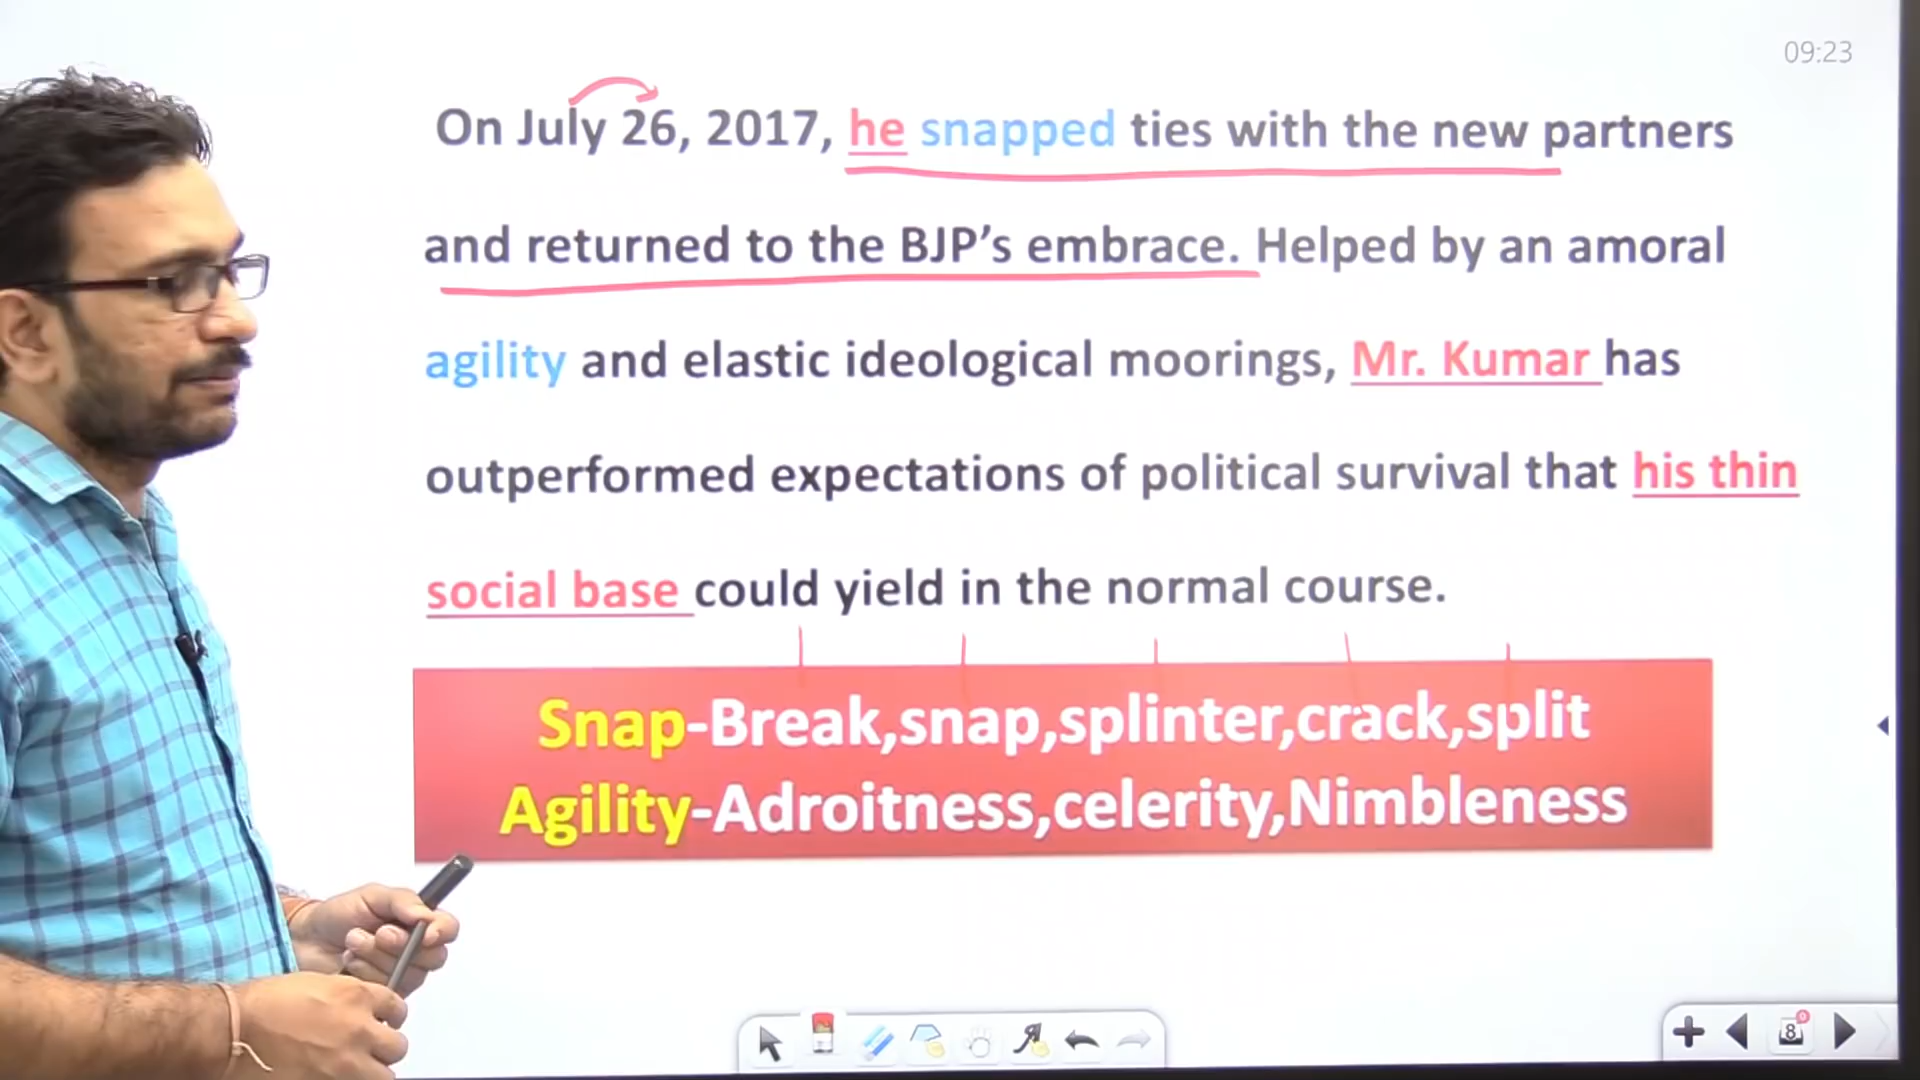 09:23
On July 26, 2017, he snapped ties with the new partners
and returned to the BJP's embrace. Helped by an amoral
agility and elastic ideological moorings, Mr. Kumar has
outperformed expectations of political survival that his thin
social base could yield in the normal course.
Snap-Break,snap,splinter,crack,split
Agility-Adroitness,celerity,Nimbleness
8